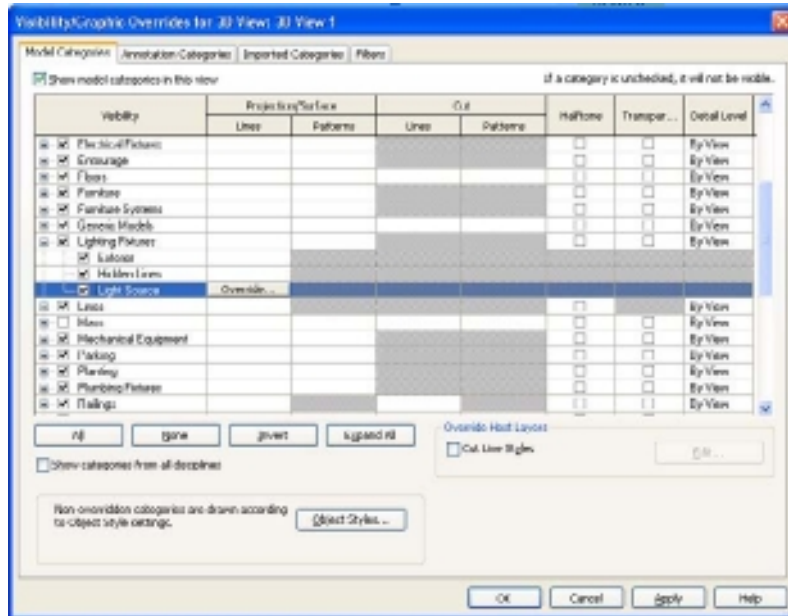 Visibility/Graphic Overrides for 3D View: 3D View 1
Model Categories Annotation Categories Imported Categories Filters
Show model categories in this view If a category is unchecked, it will not be visible.
Visibility Projection/Surface Cut Halftone Transpar... Detail Level
Lines Patterns Lines Patterns
Electrical Fixtures By View
Entourage By View
Floors By View
Furniture By View
Furniture Systems By View
Generic Models By View
Lighting Fixtures By View
Exterior
Hidden Lines
Light Source Override...
Lines By View
Mass By View
Mechanical Equipment By View
Parking By View
Planting By View
Plumbing Fixtures By View
Railings By View
All None Invert Expand All
Override Host Layers
Cut Line Styles Edit...
Show categories from all disciplines
Non-overridden categories are drawn according
to Object Style settings.
Object Styles...
OK Cancel Apply Help